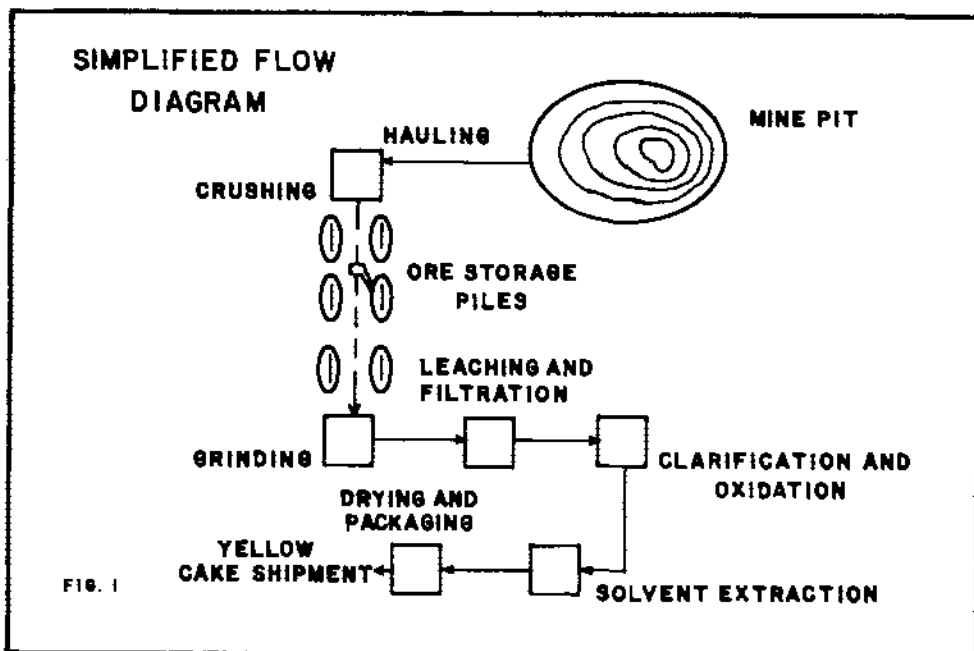 SIMPLIFIED FLOW
DIAGRAM
MINE PIT
HAULING
CRUSHING
ORE STORAGE
PILES
LEACHING AND
FILTRATION
GRINDING
CLARIFICATION AND
OXIDATION
DRYING AND
PACKAGING
YELLOW
CAKE SHIPMENT
SOLVENT EXTRACTION
FIG. 1